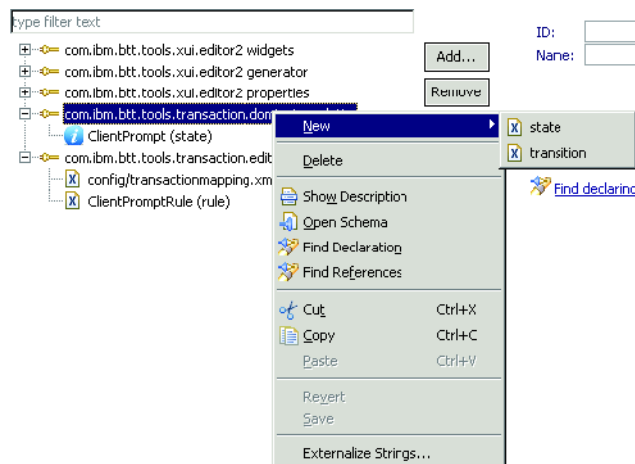 type filter text
com.ibm.btt.tools.xui.editor2 widgets
com.ibm.btt.tools.xui.editor2 generator
com.ibm.btt.tools.xui.editor2 properties
com.ibm.btt.tools.transaction.dom
ClientPrompt (state)
com.ibm.btt.tools.transaction.edit
config/transactionmapping.xm
ClientPromptRule (rule)
Add...
Remove
ID:
Name:
Find declaring
New
Delete
Show Description
Open Schema
Find Declaration
Find References
Cut Ctrl+X
Copy Ctrl+C
Paste Ctrl+V
Revert
Save
Externalize Strings...
state
transition